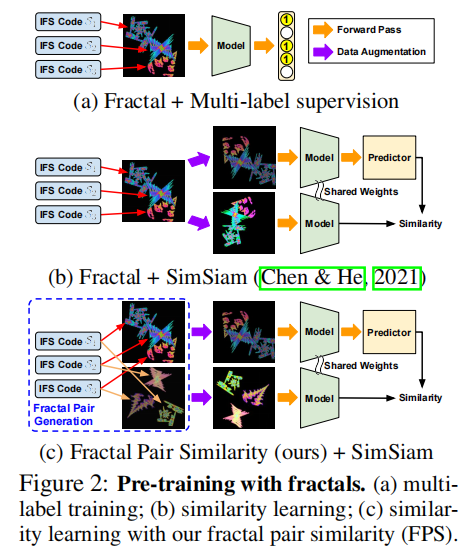 IFS Code
IFS Code
IFS Code
Model
1
1
1
Forward Pass
Data Augmentation
(a) Fractal + Multi-label supervision
IFS Code
IFS Code
IFS Code
Model
Predictor
Shared Weights
Model
Similarity
(b) Fractal + SimSiam (Chen & He, 2021)
IFS Code
IFS Code
IFS Code
Fractal Pair
Generation
Model
Predictor
Shared Weights
Model
Similarity
(c) Fractal Pair Similarity (ours) + SimSiam
Figure 2: Pre-training with fractals. (a) multi-
label training; (b) similarity learning; (c) similar-
ity learning with our fractal pair similarity (FPS).